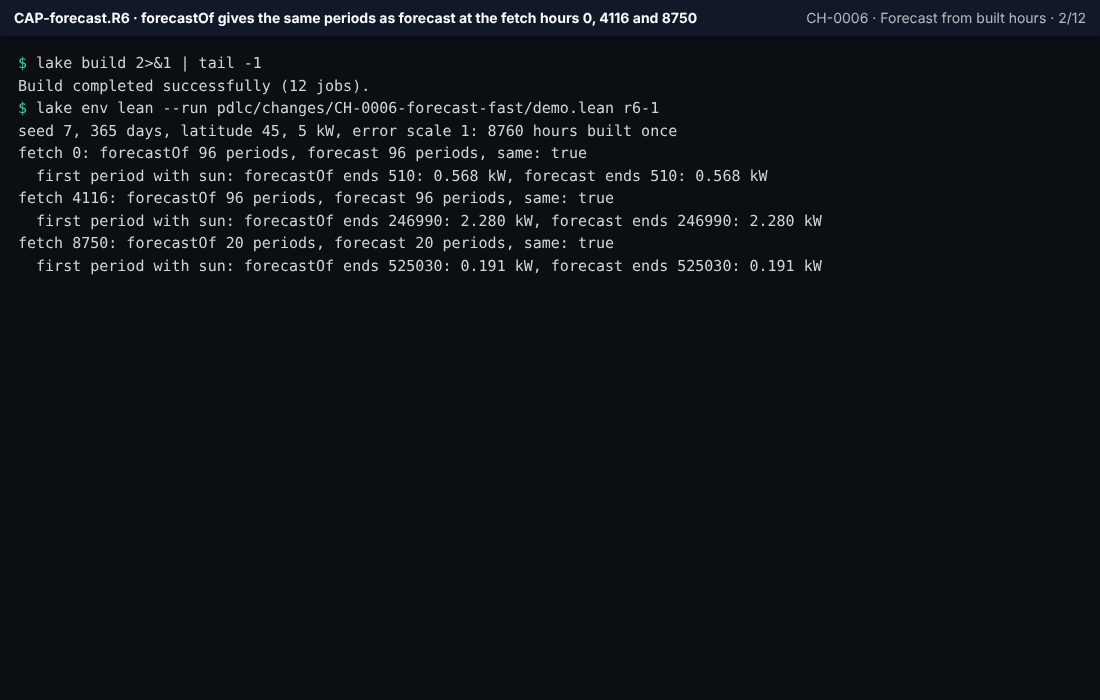 CAP-forecast.R6 · forecastOf gives the same periods as forecast at the fetch hours 0, 4116 and 8750
CH-0006 · Forecast from built hours · 2/12
$ lake build 2>&1 | tail -1
Build completed successfully (12 jobs).
$ lake env lean --run pdlc/changes/CH-0006-forecast-fast/demo.lean r6-1
seed 7, 365 days, latitude 45, 5 kW, error scale 1: 8760 hours built once
fetch 0: forecastOf 96 periods, forecast 96 periods, same: true
  first period with sun: forecastOf ends 510: 0.568 kW, forecast ends 510: 0.568 kW
fetch 4116: forecastOf 96 periods, forecast 96 periods, same: true
  first period with sun: forecastOf ends 246990: 2.280 kW, forecast ends 246990: 2.280 kW
fetch 8750: forecastOf 20 periods, forecast 20 periods, same: true
  first period with sun: forecastOf ends 525030: 0.191 kW, forecast ends 525030: 0.191 kW